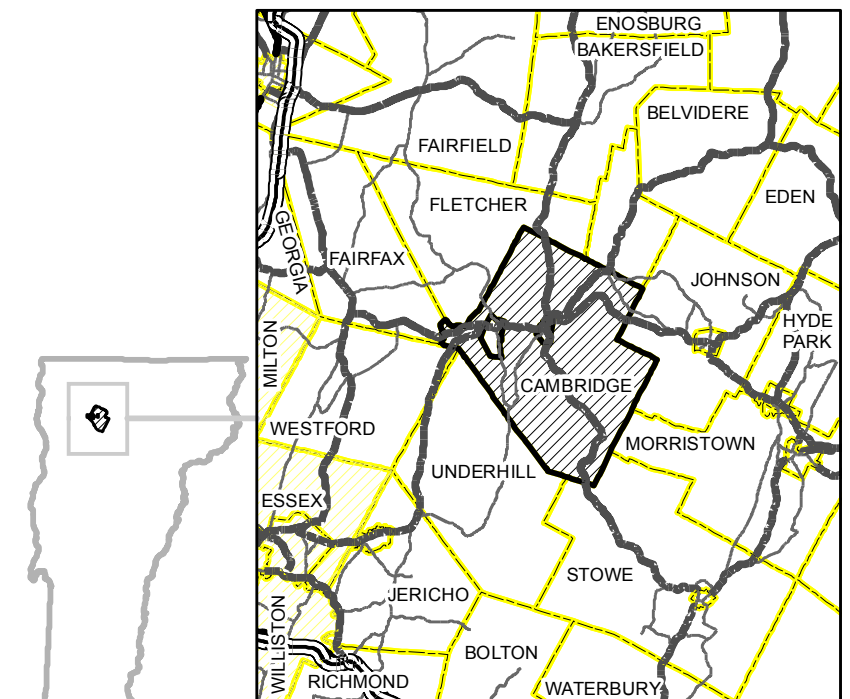 ENOSBURG
BAKERSFIELD
BELVIDERE
FAIRFIELD
EDEN
FLETCHER
GEORGIA
FAIRFAX
JOHNSON
HYDE
PARK
MILTON
CAMBRIDGE
WESTFORD
MORRISTOWN
UNDERHILL
ESSEX
STOWE
JERICHO
WILLISTON
BOLTON
RICHMOND
WATERBURY